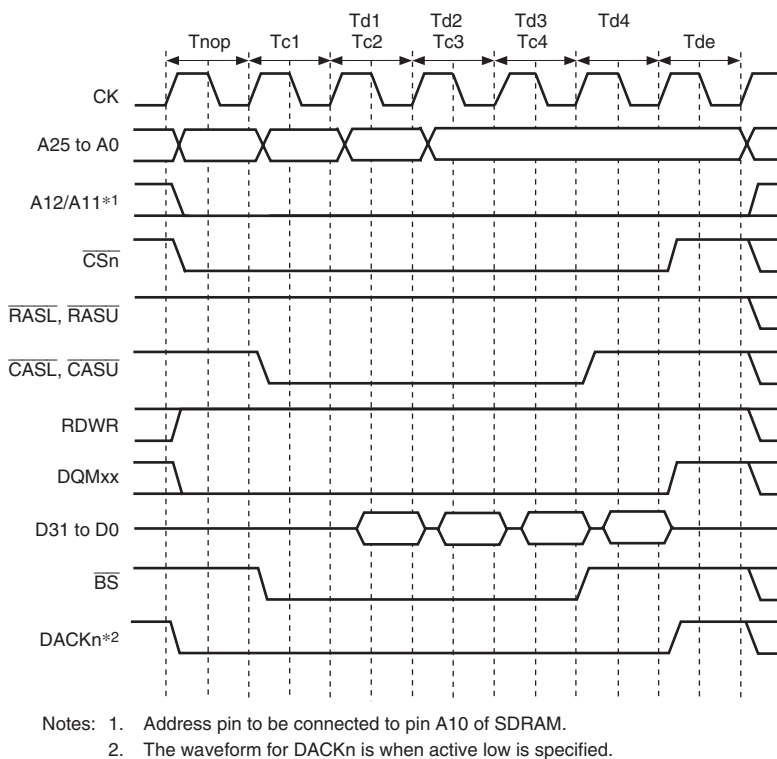 Td1 Td2 Td3 Td4
Tnop Tc1 Tc2 Tc3 Tc4 Tde
CK
A25 to A0
A12/A11*1
CSn
RASL, RASU
CASL, CASU
RDWR
DQMxx
D31 to D0
BS
DACKn*2
Notes: 1. Address pin to be connected to pin A10 of SDRAM.
2. The waveform for DACKn is when active low is specified.